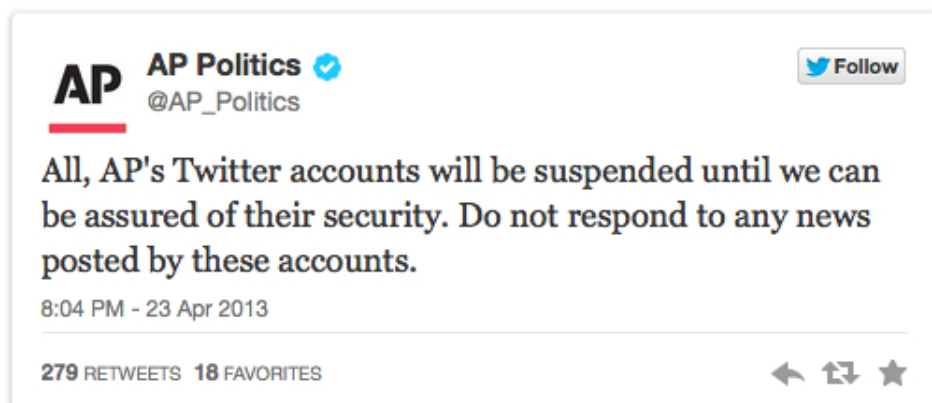 AP
AP Politics
@AP_Politics
Follow
All, AP's Twitter accounts will be suspended until we can
be assured of their security. Do not respond to any news
posted by these accounts.
8:04 PM - 23 Apr 2013
279 RETWEETS 18 FAVORITES